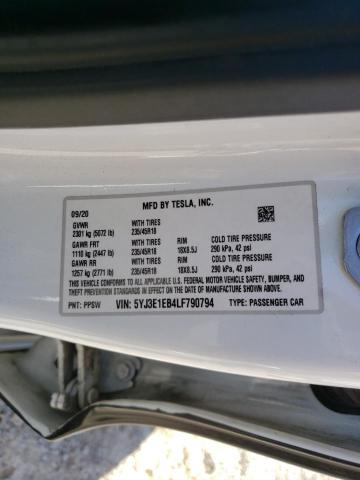 MFD BY TESLA, INC.
09/20
GVWR WITH TIRES
2301 kg (5072 lb) 235/45R18
GAWR FRT WITH TIRES RIM COLD TIRE PRESSURE
1110 kg (2447 lb) 235/45R18 18X8.5J 290 kPa, 42 psi
GAWR RR WITH TIRES RIM COLD TIRE PRESSURE
1257 kg (2771 lb) 235/45R18 18X8.5J 290 kPa, 42 psi
THIS VEHICLE CONFORMS TO ALL APPLICABLE FEDERAL MOTOR VEHICLE SAFETY, BUMPER, AND
THEFT PREVENTION STANDARDS IN EFFECT ON THE DATE OF MANUFACTURE SHOWN ABOVE.
PNT: PPSW VIN: 5YJ3E1EB4LF790794 TYPE: PASSENGER CAR